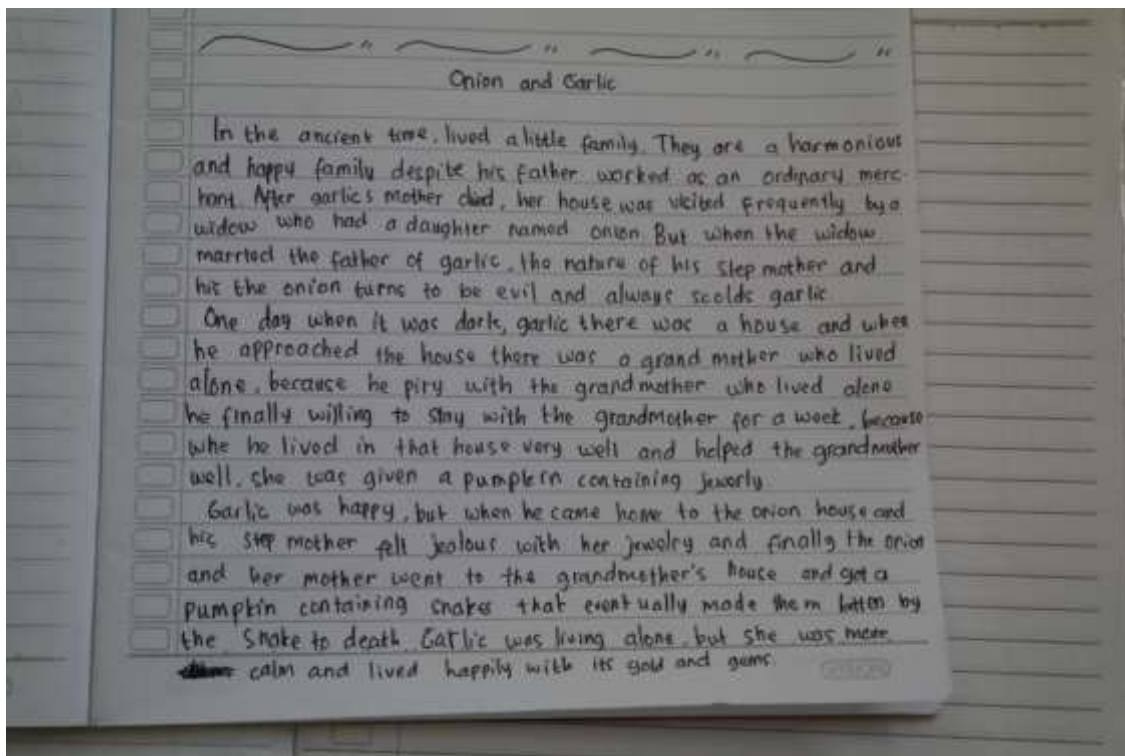 Onion and Garlic
In the ancient time, lived a little family. They are a harmonious
and happy family despite his father worked as an ordinary merc
hant. After garlic's mother died, her house was visited frequently by a
widow who had a daughter named onion. But when the widow
married the father of garlic, the nature of his step mother and
his the onion turns to be evil and always scolds garlic.
One day when it was dark, garlic there was a house and when
he approached the house there was a grand mother who lived
alone, because he piry with the grandmother who lived alone
he finally willing to stay with the grandmother for a week, because
whe he lived in that house very well and helped the grandmother
well, she was given a pumpkin containing jewerly
Garlic was happy, but when he came home to the onion house and
his step mother felt jealous with her jewelry and finally the onion
and her mother went to the grandmother's house and got a
pumpkin containing snakes that eventually made them bitten by
the snake to death. Garlic was living alone, but she was more
calm and lived happily with its gold and gems.